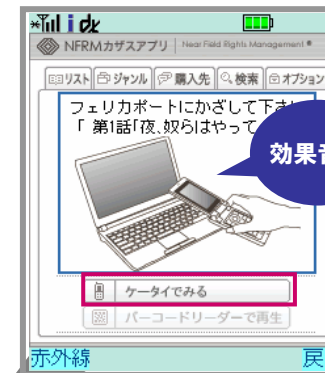 i dx
NFRMカザスアプリ Near Field Rights Management
リスト ジャンル 購入先 検索 オプション
フェリカポートにかざして下さい
「 第1話「夜、奴らはやって
効果音
ケータイでみる
バーコードリーダーで再生
赤外線 戻